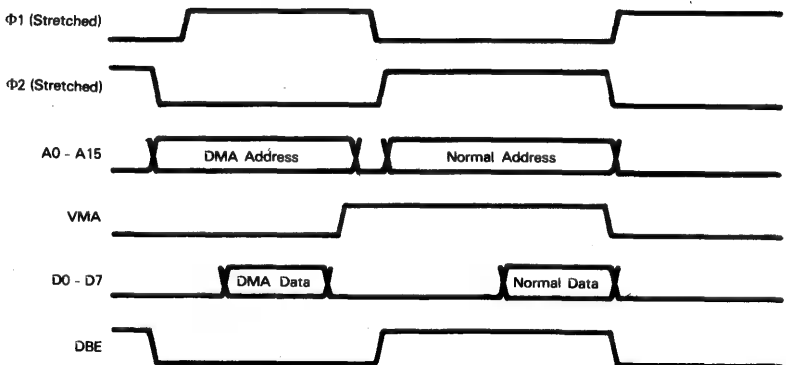 Φ1 (Stretched)
Φ2 (Stretched)
A0 - A15
DMA Address
Normal Address
VMA
D0 - D7
DMA Data
Normal Data
DBE